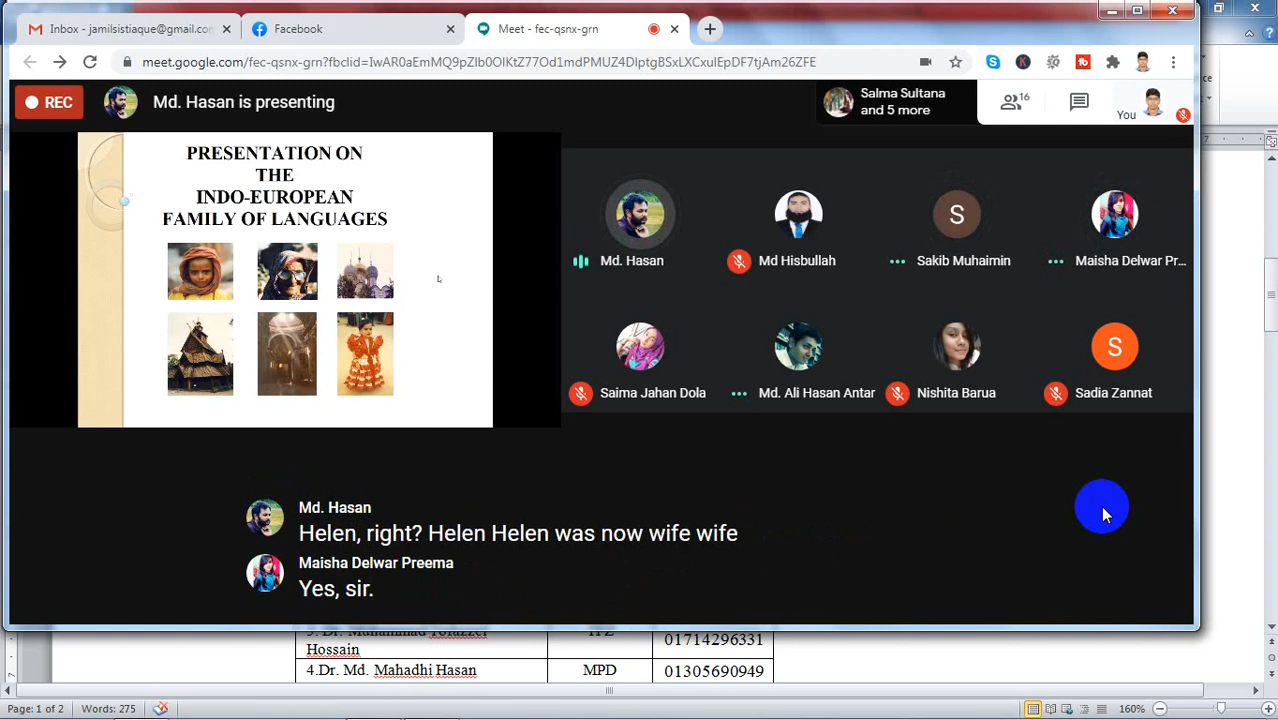 Inbox - jamilsistiaque@gmail.con
Facebook
Meet - fec-qsnx-grn
meet.google.com/fec-qsnx-grn?fbclid=IwAR0aEmMQ9pZlb0OIKtZ77Od1mdPMUZ4DlptgBSxLXCxuIEpDF7tjAm26ZFE
REC
Md. Hasan is presenting
Salma Sultana
and 5 more
16
You
PRESENTATION ON
THE
INDO-EUROPEAN
FAMILY OF LANGUAGES
Md. Hasan
Md Hisbullah
S
Sakib Muhaimin
Maisha Delwar Pr...
Saima Jahan Dola
Md. Ali Hasan Antar
Nishita Barua
S
Sadia Zannat
Md. Hasan
Helen, right? Helen Helen was now wife wife
Maisha Delwar Preema
Yes, sir.
Hossain
01714296331
4.Dr. Md. Mahadhi Hasan
MPD
01305690949
Page: 1 of 2
Words: 275
160%